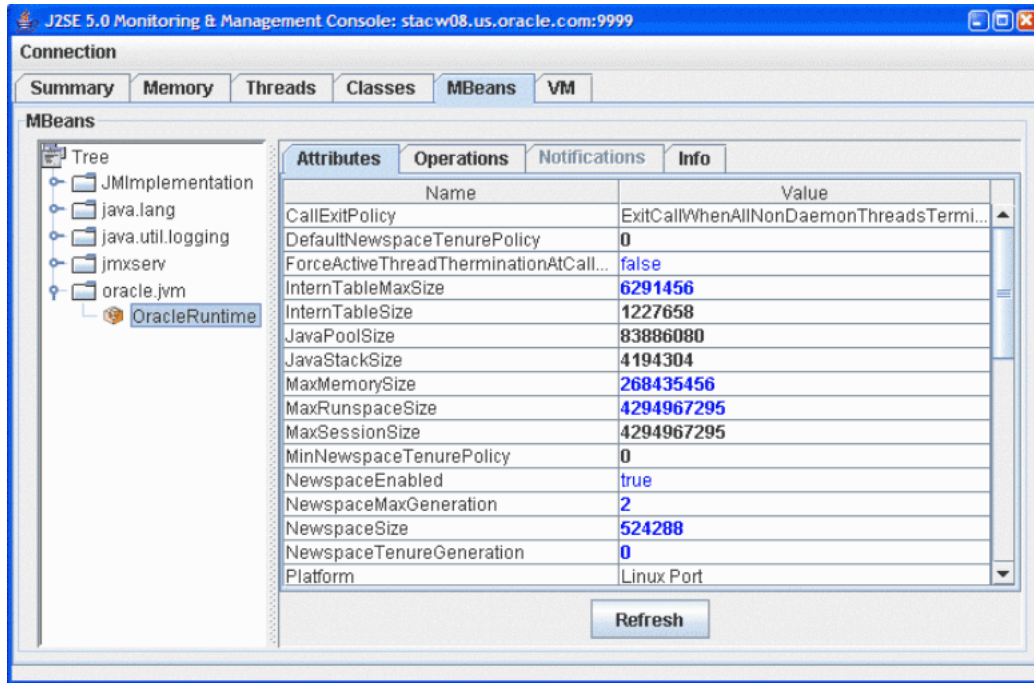 J2SE 5.0 Monitoring & Management Console: stacw08.us.oracle.com:9999
Connection
Summary Memory Threads Classes MBeans VM
MBeans
Tree
JMImplementation
java.lang
java.util.logging
jmxserv
oracle.jvm
OracleRuntime
Attributes Operations Notifications Info
Name Value
CallExitPolicy ExitCallWhenAllNonDaemonThreadsTermi...
DefaultNewspaceTenurePolicy 0
ForceActiveThreadTherminationAtCall... false
InternTableMaxSize 6291456
InternTableSize 1227658
JavaPoolSize 83886080
JavaStackSize 4194304
MaxMemorySize 268435456
MaxRunspaceSize 4294967295
MaxSessionSize 4294967295
MinNewspaceTenurePolicy 0
NewspaceEnabled true
NewspaceMaxGeneration 2
NewspaceSize 524288
NewspaceTenureGeneration 0
Platform Linux Port
Refresh